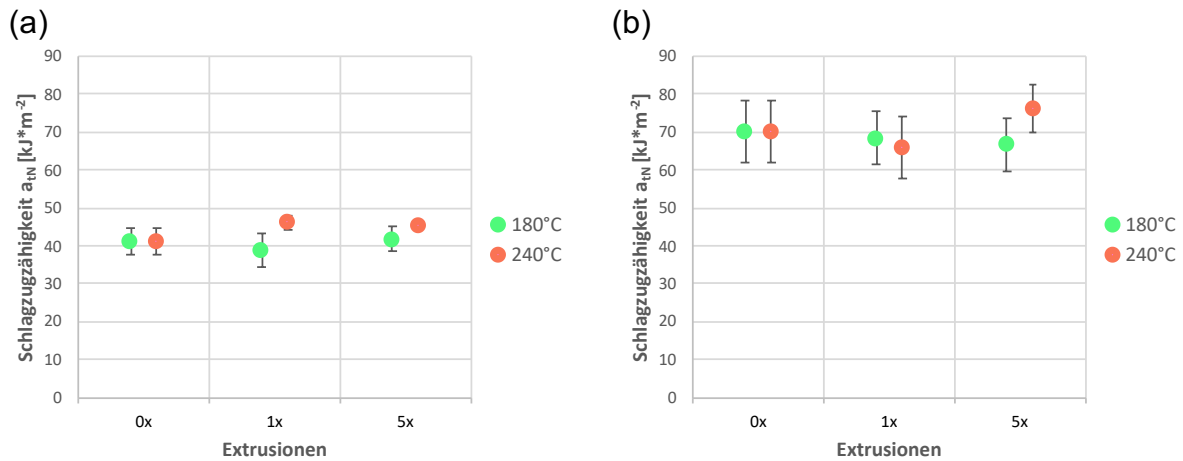 (a)
Schlagzugzähigkeit a_tN [kJ*m^-2]
90
80
70
60
50
40
30
20
10
0
0x 1x 5x
Extrusionen
180°C
240°C
(b)
Schlagzugzähigkeit a_tN [kJ*m^-2]
90
80
70
60
50
40
30
20
10
0
0x 1x 5x
Extrusionen
180°C
240°C